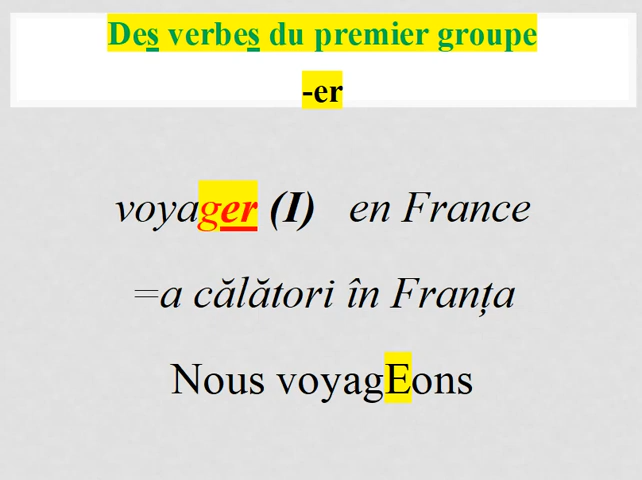 Des verbes du premier groupe
-er
voyager (I) en France
=a călători în Franța
Nous voyagEons